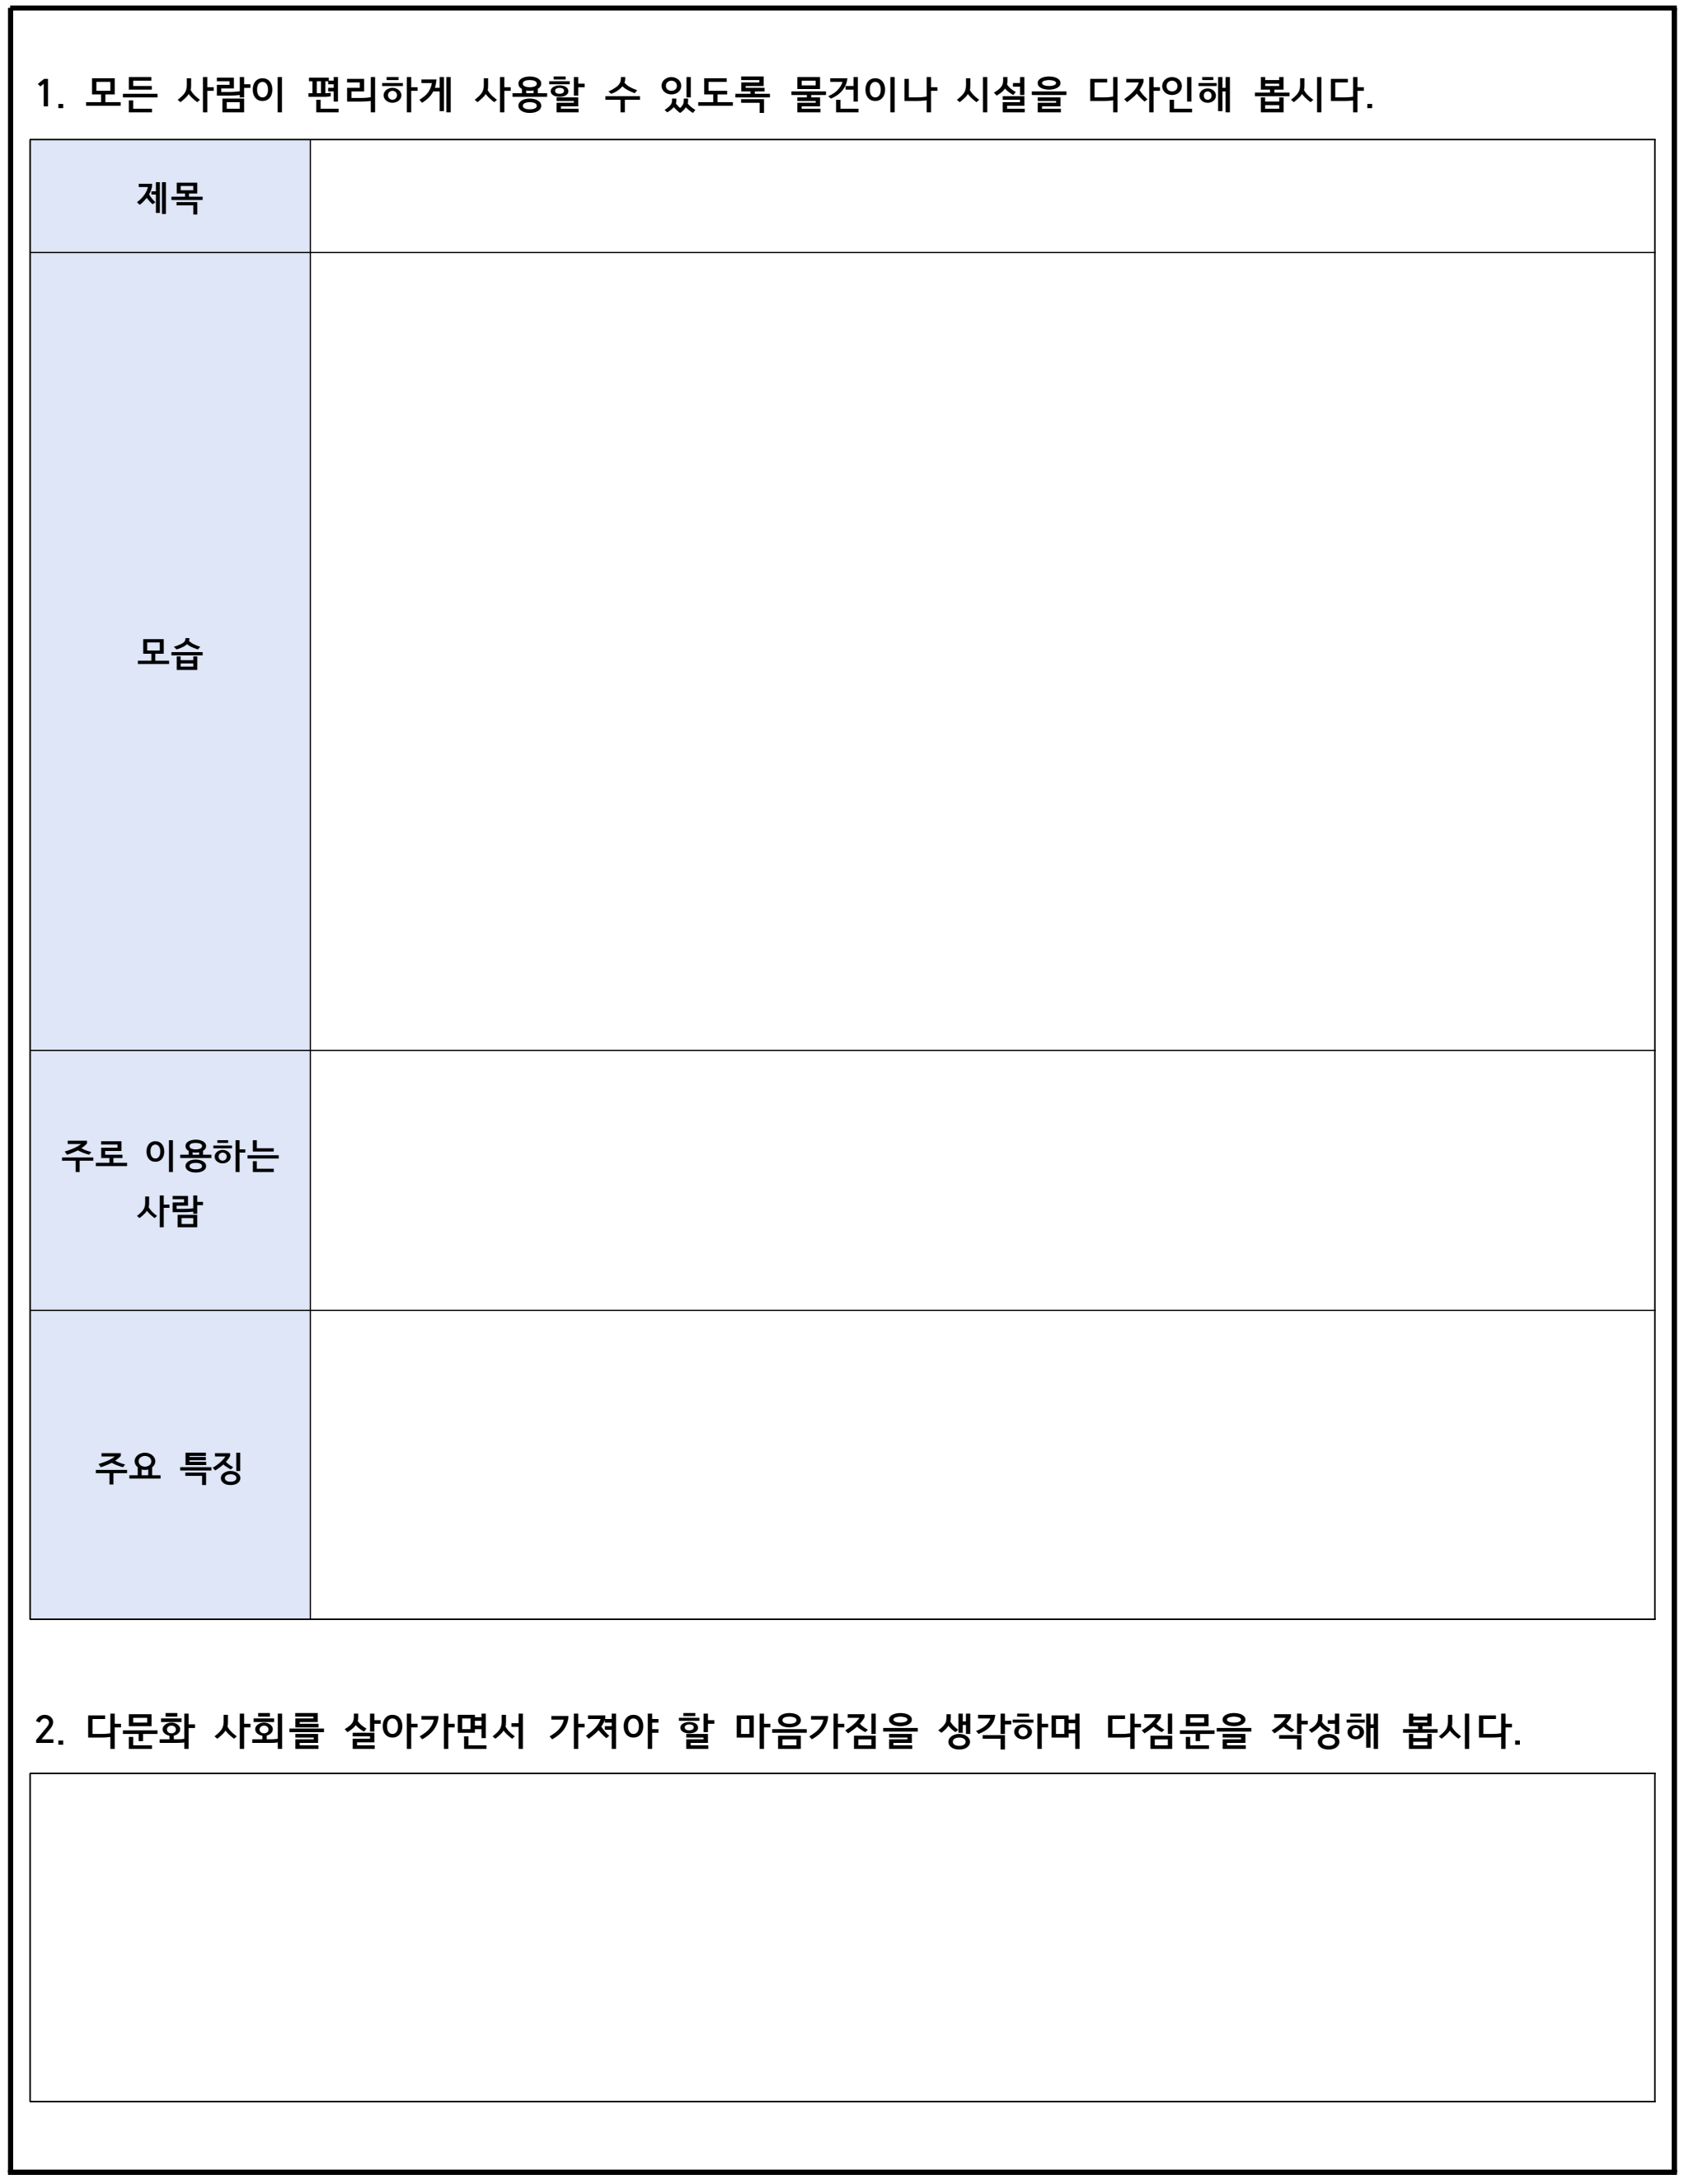 1. 모든 사람이 편리하게 사용할 수 있도록 물건이나 시설을 디자인해 봅시다.
제목
모습
주로 이용하는
사람
주요 특징
2. 다문화 사회를 살아가면서 가져야 할 마음가짐을 생각하며 다짐문을 작성해 봅시다.